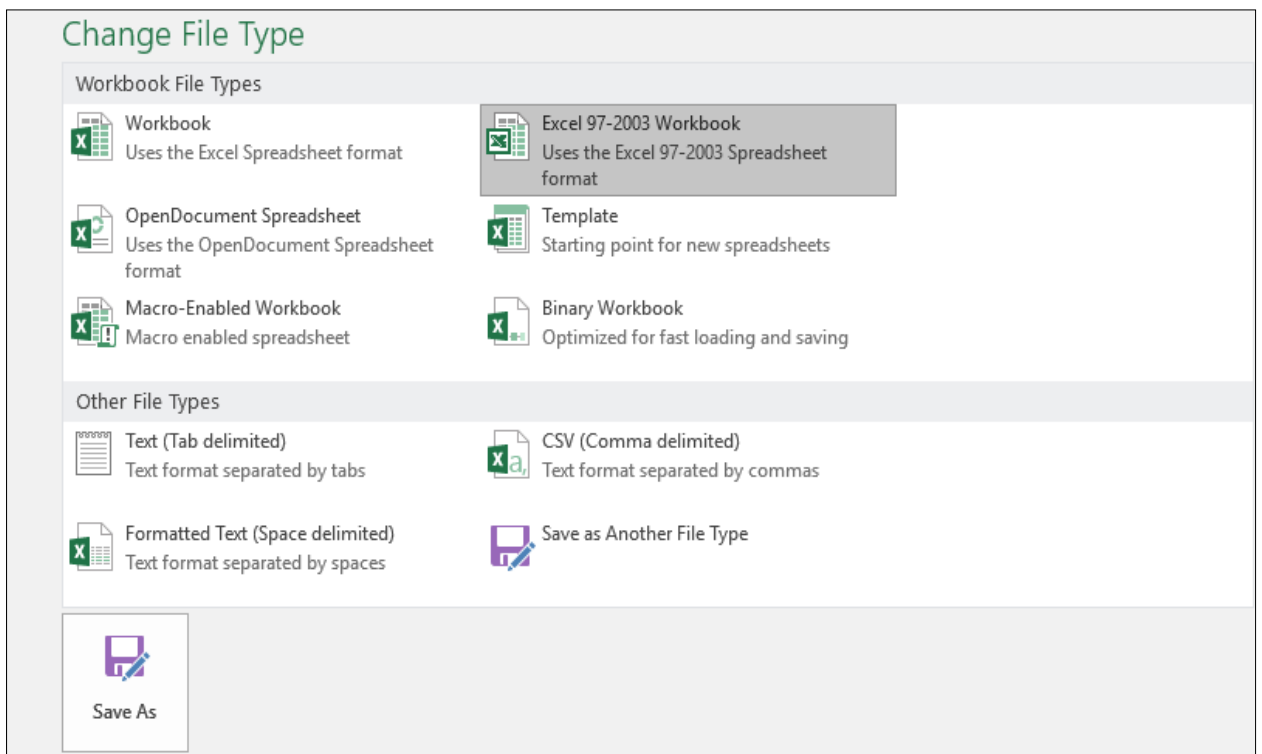 Change File Type
Workbook File Types
Workbook
Uses the Excel Spreadsheet format
Excel 97-2003 Workbook
Uses the Excel 97-2003 Spreadsheet
format
OpenDocument Spreadsheet
Uses the OpenDocument Spreadsheet
format
Template
Starting point for new spreadsheets
Macro-Enabled Workbook
Macro enabled spreadsheet
Binary Workbook
Optimized for fast loading and saving
Other File Types
Text (Tab delimited)
Text format separated by tabs
CSV (Comma delimited)
Text format separated by commas
Formatted Text (Space delimited)
Text format separated by spaces
Save as Another File Type
Save As